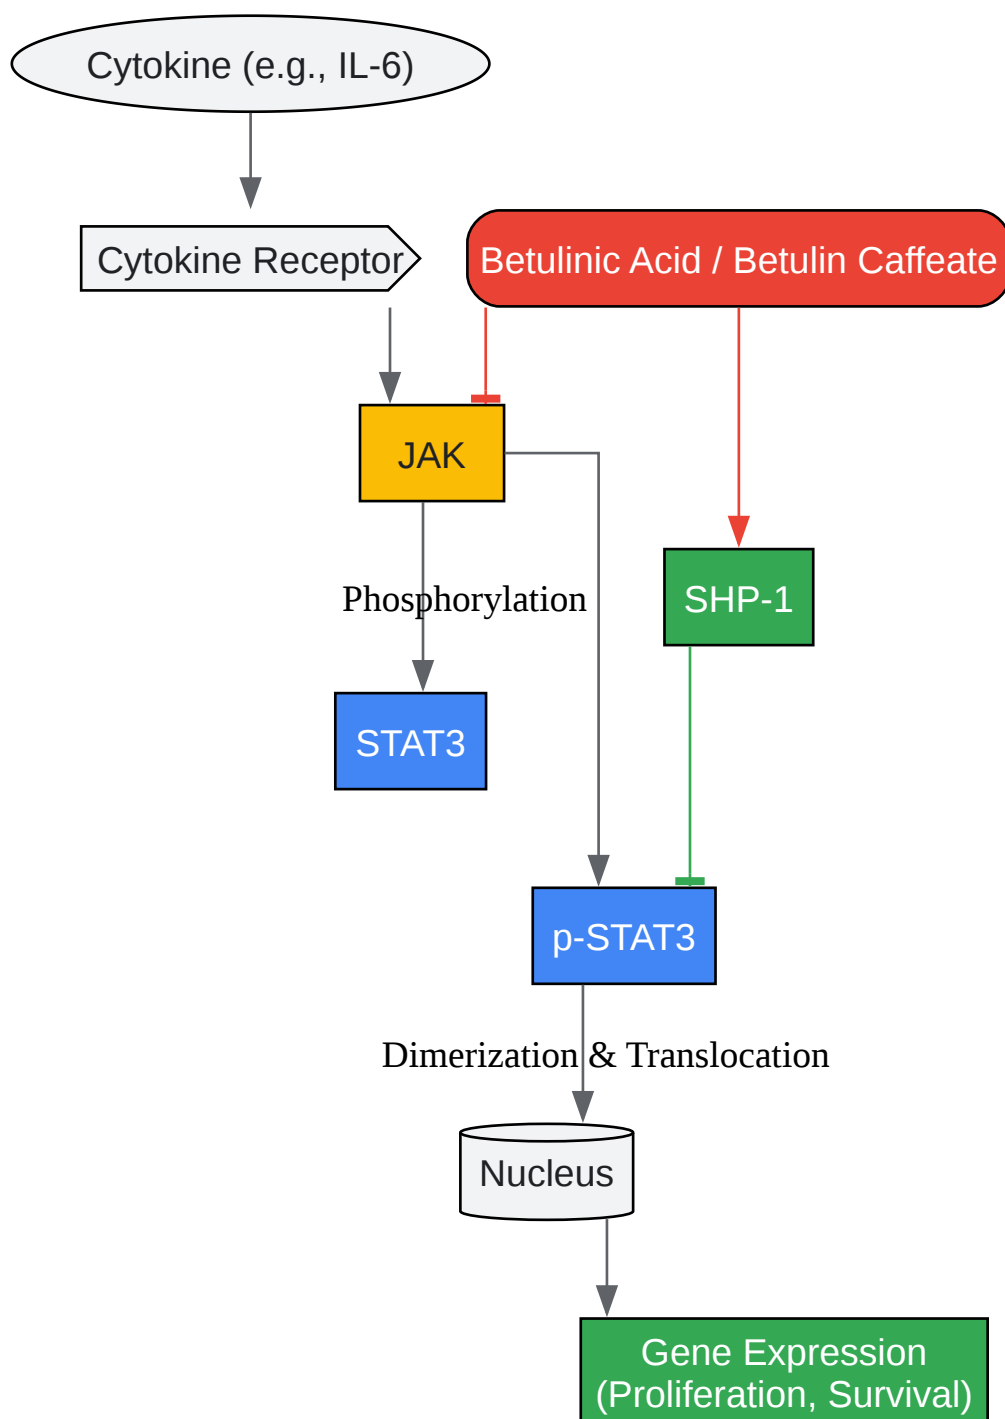 Cytokine (e.g., IL-6)
Cytokine Receptor
Betulinic Acid / Betulin Caffeate
JAK
Phosphorylation
SHP-1
STAT3
p-STAT3
Dimerization & Translocation
Nucleus
Gene Expression
(Proliferation, Survival)